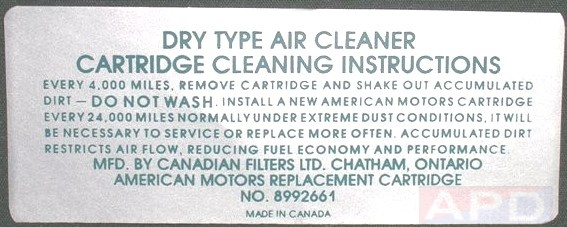 DRY TYPE AIR CLEANER
CARTRIDGE CLEANING INSTRUCTIONS
EVERY 4,000 MILES, REMOVE CARTRIDGE AND SHAKE OUT ACCUMULATED
DIRT — DO NOT WASH. INSTALL A NEW AMERICAN MOTORS CARTRIDGE
EVERY 24,000 MILES NORMALLY UNDER EXTREME DUST CONDITIONS, IT WILL
BE NECESSARY TO SERVICE OR REPLACE MORE OFTEN. ACCUMULATED DIRT
RESTRICTS AIR FLOW, REDUCING FUEL ECONOMY AND PERFORMANCE.
MFD. BY CANADIAN FILTERS LTD. CHATHAM, ONTARIO
AMERICAN MOTORS REPLACEMENT CARTRIDGE
NO. 8992661
MADE IN CANADA
APD